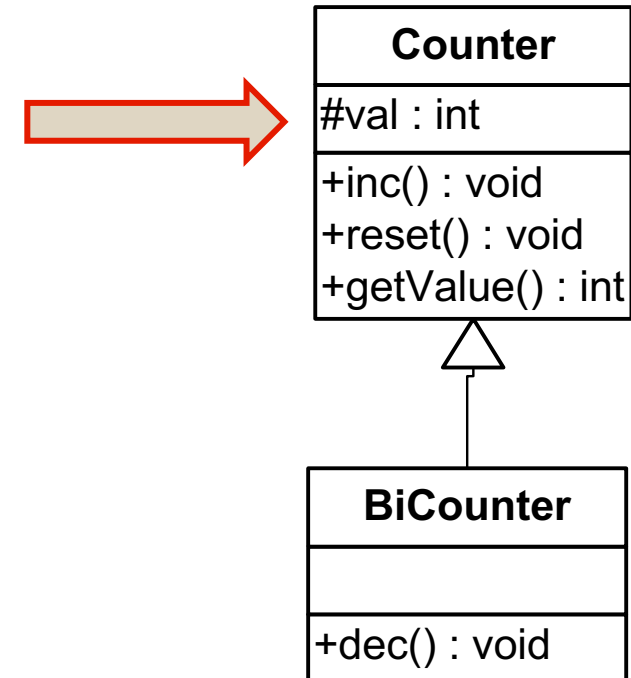 Counter
#val : int
+inc() : void
+reset() : void
+getValue() : int
BiCounter
+dec() : void